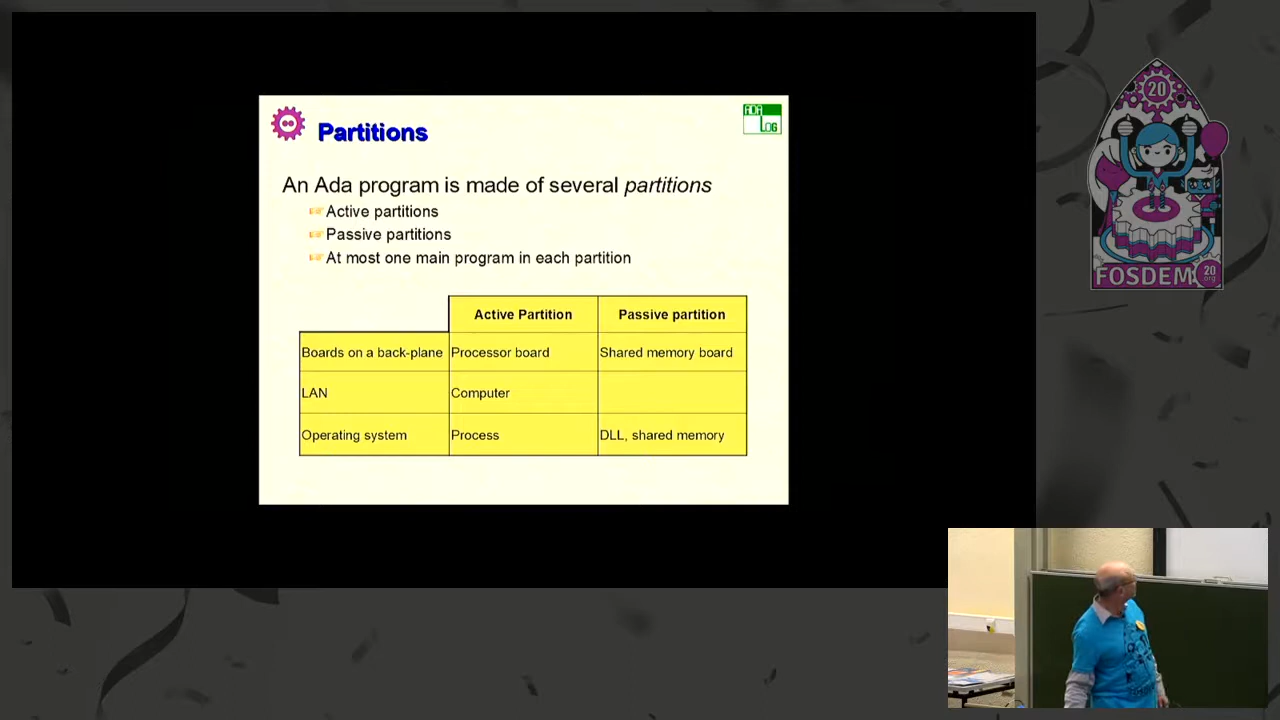 Partitions
ADA
LOG
An Ada program is made of several partitions
Active partitions
Passive partitions
At most one main program in each partition
Active Partition Passive partition
Boards on a back-plane Processor board Shared memory board
LAN Computer
Operating system Process DLL, shared memory
20
FOSDEM 20
.org